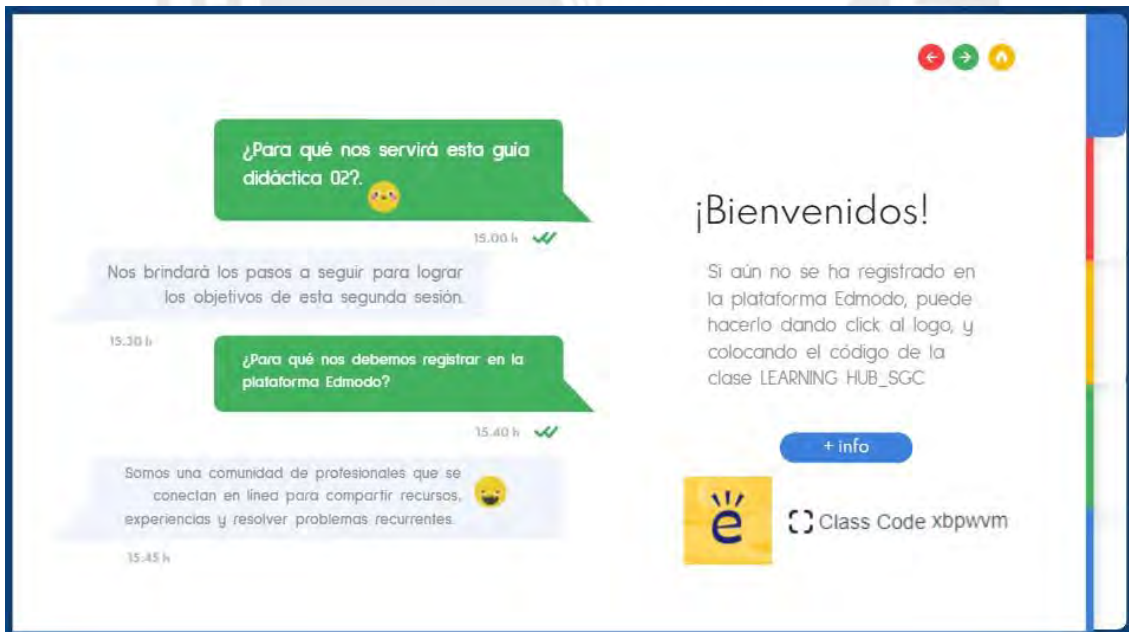 ¿Para qué nos servirá esta guía
didáctica 02?.
15.00 h
Nos brindará los pasos a seguir para lograr
los objetivos de esta segunda sesión.
15.30 h
¿Para qué nos debemos registrar en la
plataforma Edmodo?
15.40 h
Somos una comunidad de profesionales que se
conectan en línea para compartir recursos,
experiencias y resolver problemas recurrentes.
15.45 h
¡Bienvenidos!
Si aún no se ha registrado en
la plataforma Edmodo, puede
hacerlo dando click al logo, y
colocando el código de la
clase LEARNING HUB_SGC
+ info
e
Class Code xbpwvm